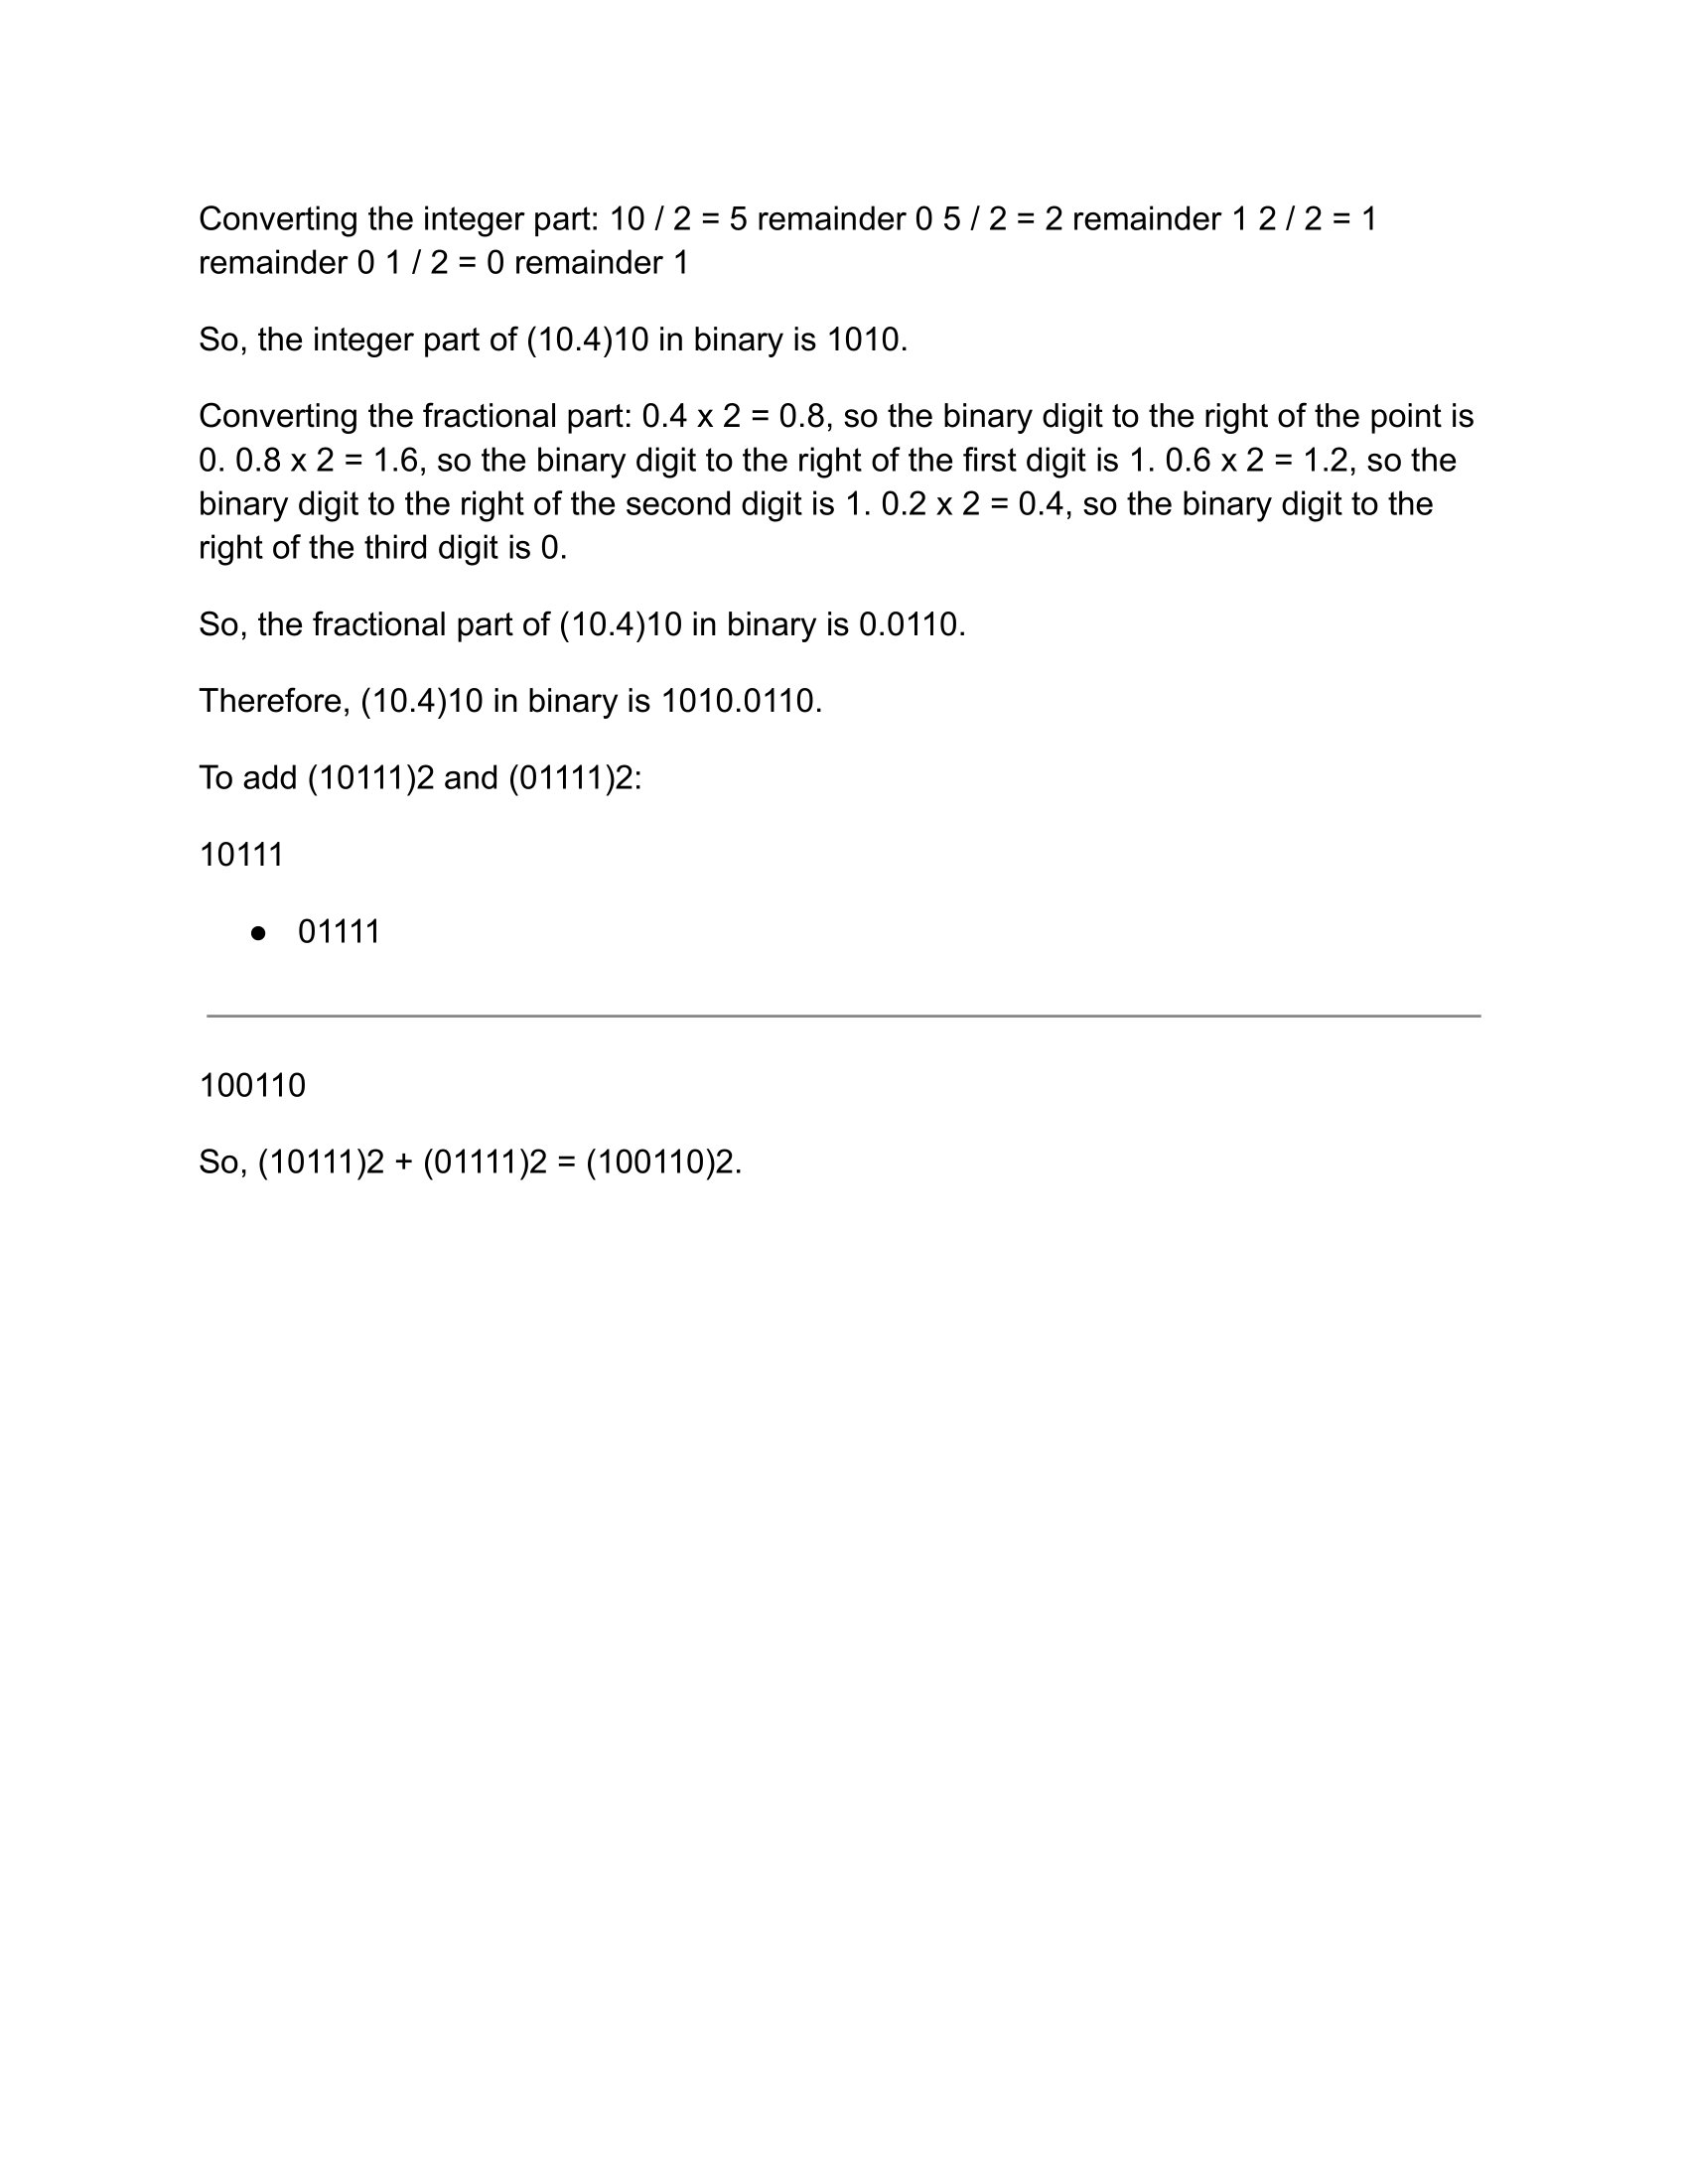 Converting the integer part: 10 / 2 = 5 remainder 0 5 / 2 = 2 remainder 1 2 / 2 = 1
remainder 0 1 / 2 = 0 remainder 1
So, the integer part of (10.4)10 in binary is 1010.
Converting the fractional part: 0.4 x 2 = 0.8, so the binary digit to the right of the point is
0. 0.8 x 2 = 1.6, so the binary digit to the right of the first digit is 1. 0.6 x 2 = 1.2, so the
binary digit to the right of the second digit is 1. 0.2 x 2 = 0.4, so the binary digit to the
right of the third digit is 0.
So, the fractional part of (10.4)10 in binary is 0.0110.
Therefore, (10.4)10 in binary is 1010.0110.
To add (10111)2 and (01111)2:
10111
● 01111
100110
So, (10111)2 + (01111)2 = (100110)2.